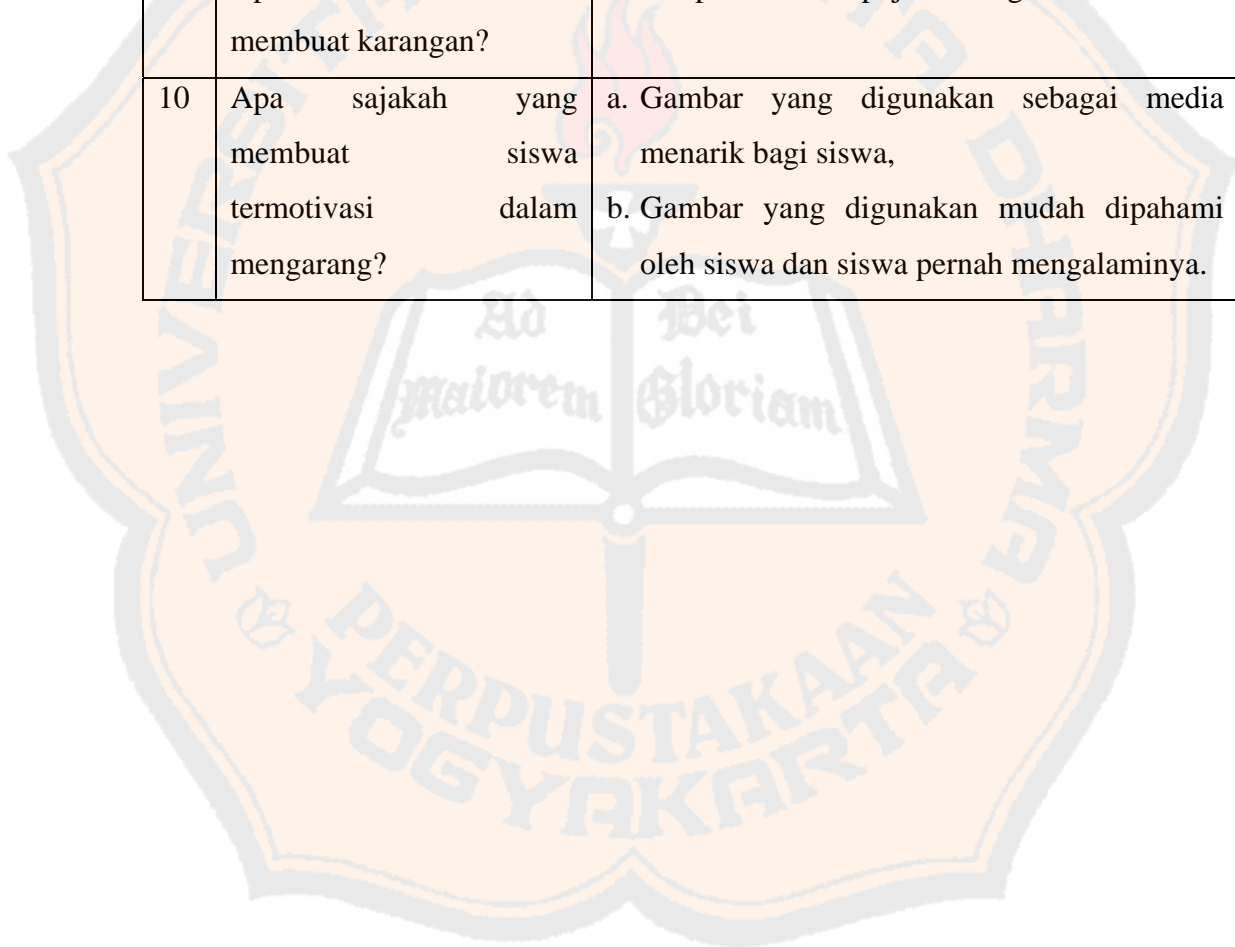 membuat karangan?
10 Apa sajakah yang a. Gambar yang digunakan sebagai media
membuat siswa menarik bagi siswa,
termotivasi dalam b. Gambar yang digunakan mudah dipahami
mengarang? oleh siswa dan siswa pernah mengalaminya.
Ad Dei
Maiorem Gloriam
PERPUSTAKAAN
YOGYAKARTA